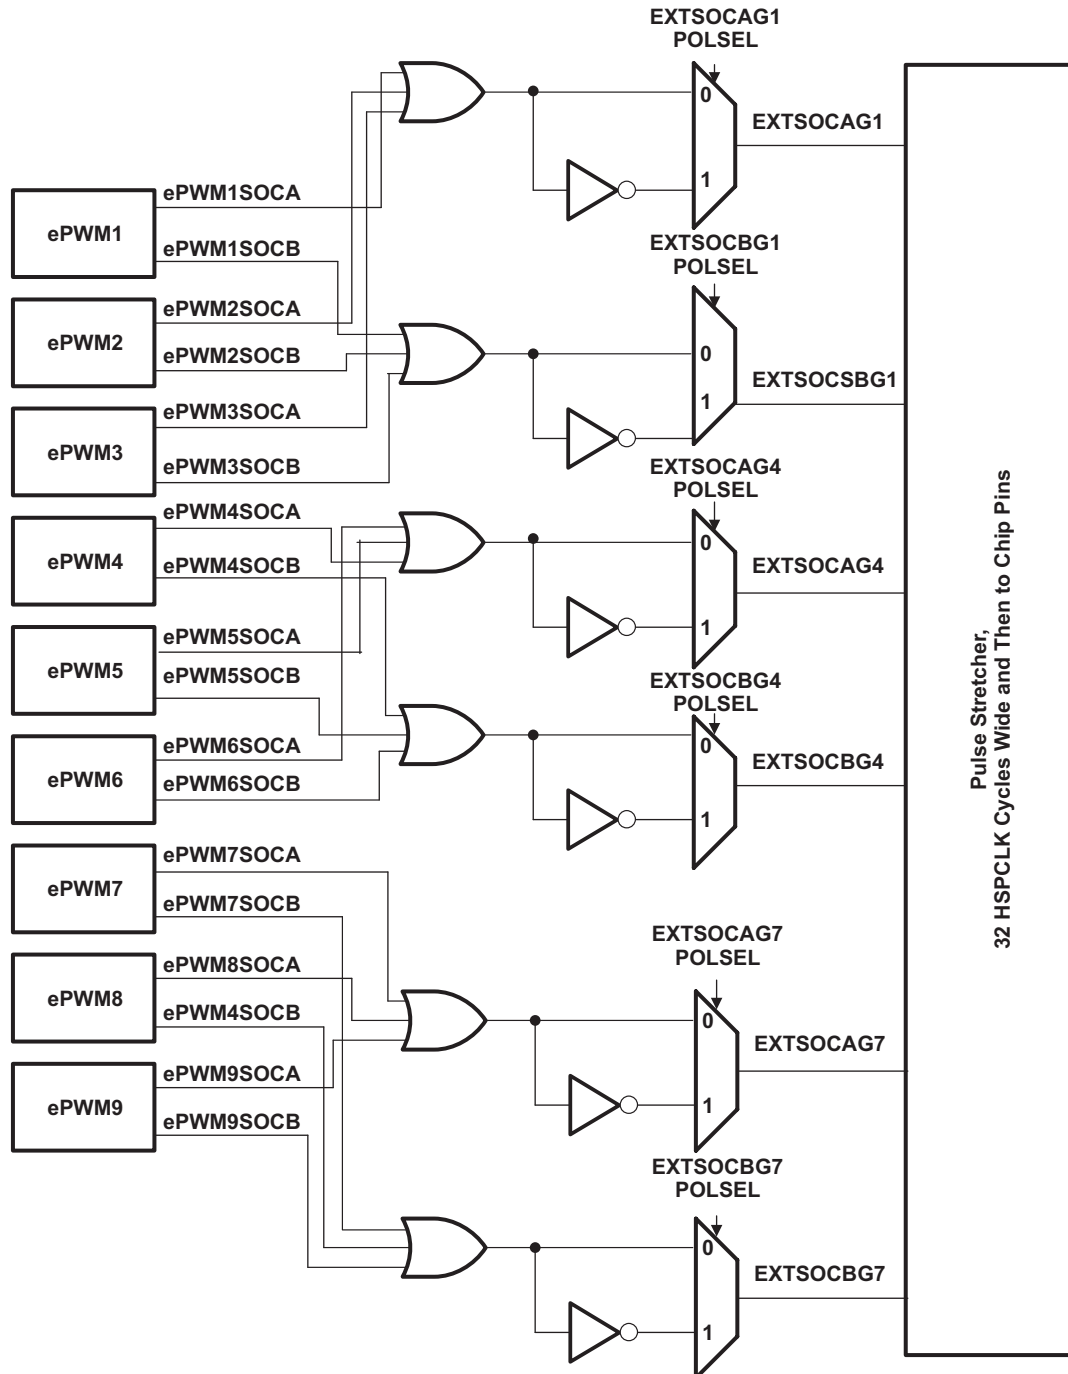 EXTSOCAG1
POLSEL
0
1
EXTSOCAG1
ePWM1
ePWM1SOCA
ePWM1SOCB
EXTSOCBG1
POLSEL
0
1
EXTSOCSBG1
ePWM2
ePWM2SOCA
ePWM2SOCB
ePWM3
ePWM3SOCA
ePWM3SOCB
EXTSOCAG4
POLSEL
0
1
EXTSOCAG4
ePWM4
ePWM4SOCA
ePWM4SOCB
ePWM5
ePWM5SOCA
ePWM5SOCB
EXTSOCBG4
POLSEL
0
1
EXTSOCBG4
ePWM6
ePWM6SOCA
ePWM6SOCB
ePWM7
ePWM7SOCA
ePWM7SOCB
EXTSOCAG7
POLSEL
0
1
EXTSOCAG7
ePWM8
ePWM8SOCA
ePWM4SOCB
ePWM9
ePWM9SOCA
ePWM9SOCB
EXTSOCBG7
POLSEL
0
1
EXTSOCBG7
Pulse Stretcher,
32 HSPCLK Cycles Wide and Then to Chip Pins